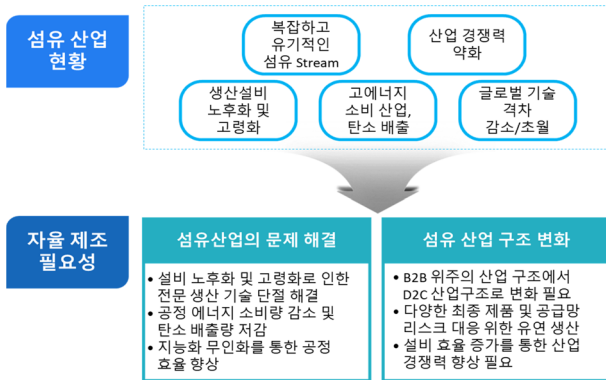 섬유 산업
현황
복잡하고
유기적인
섬유 Stream
산업 경쟁력
약화
생산설비
노후화 및
고령화
고에너지
소비 산업,
탄소 배출
글로벌 기술
격차
감소/초월
자율 제조
필요성
섬유산업의 문제 해결
• 설비 노후화 및 고령화로 인한
전문 생산 기술 단절 해결
• 공정 에너지 소비량 감소 및
탄소 배출량 저감
• 지능화 무인화를 통한 공정
효율 향상
섬유 산업 구조 변화
• B2B 위주의 산업 구조에서
D2C 산업구조로 변화 필요
• 다양한 최종 제품 및 공급망
리스크 대응 위한 유연 생산
• 설비 효율 증가를 통한 산업
경쟁력 향상 필요